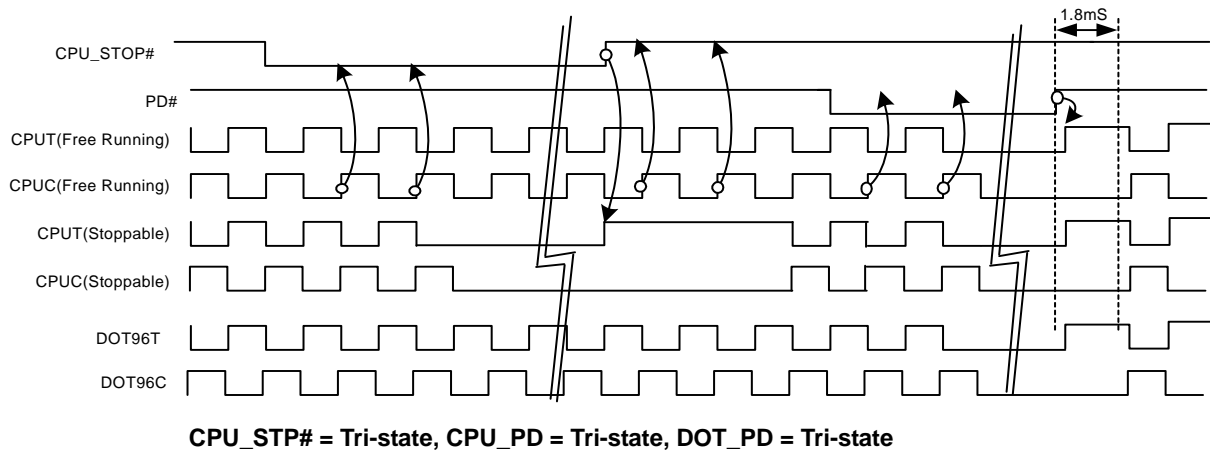 1.8mS
CPU_STOP#
PD#
CPUT(Free Running)
CPUC(Free Running)
CPUT(Stoppable)
CPUC(Stoppable)
DOT96T
DOT96C
CPU_STP# = Tri-state, CPU_PD = Tri-state, DOT_PD = Tri-state